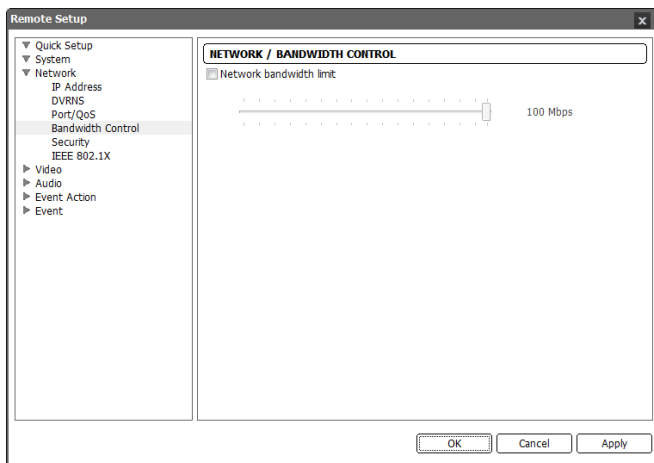 Remote Setup
x
Quick Setup
System
Network
IP Address
DVRNS
Port/QoS
Bandwidth Control
Security
IEEE 802.1X
Video
Audio
Event Action
Event
NETWORK / BANDWIDTH CONTROL
Network bandwidth limit
100 Mbps
OK Cancel Apply